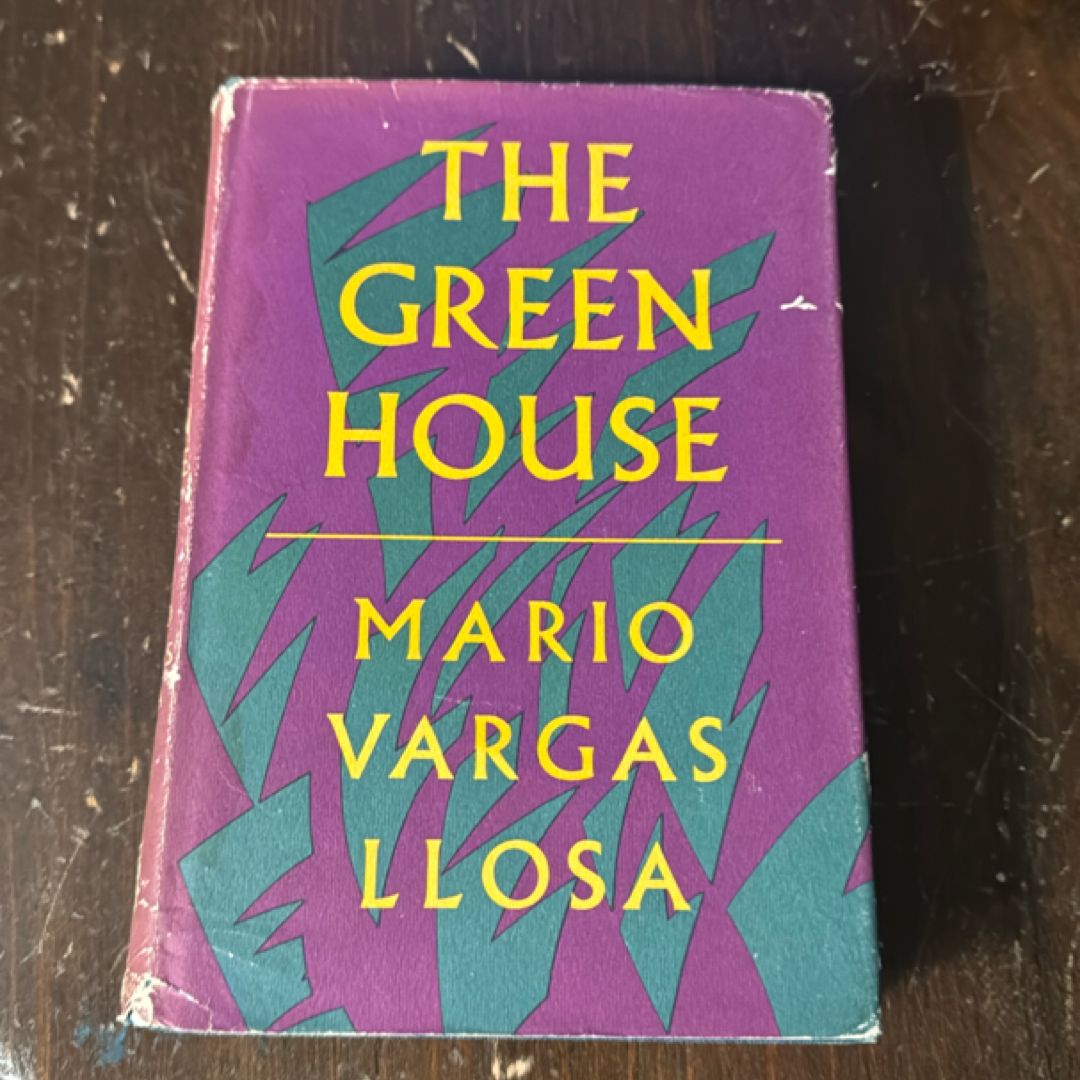 THE
GREEN
HOUSE
MARIO
VARGAS
LLOSA